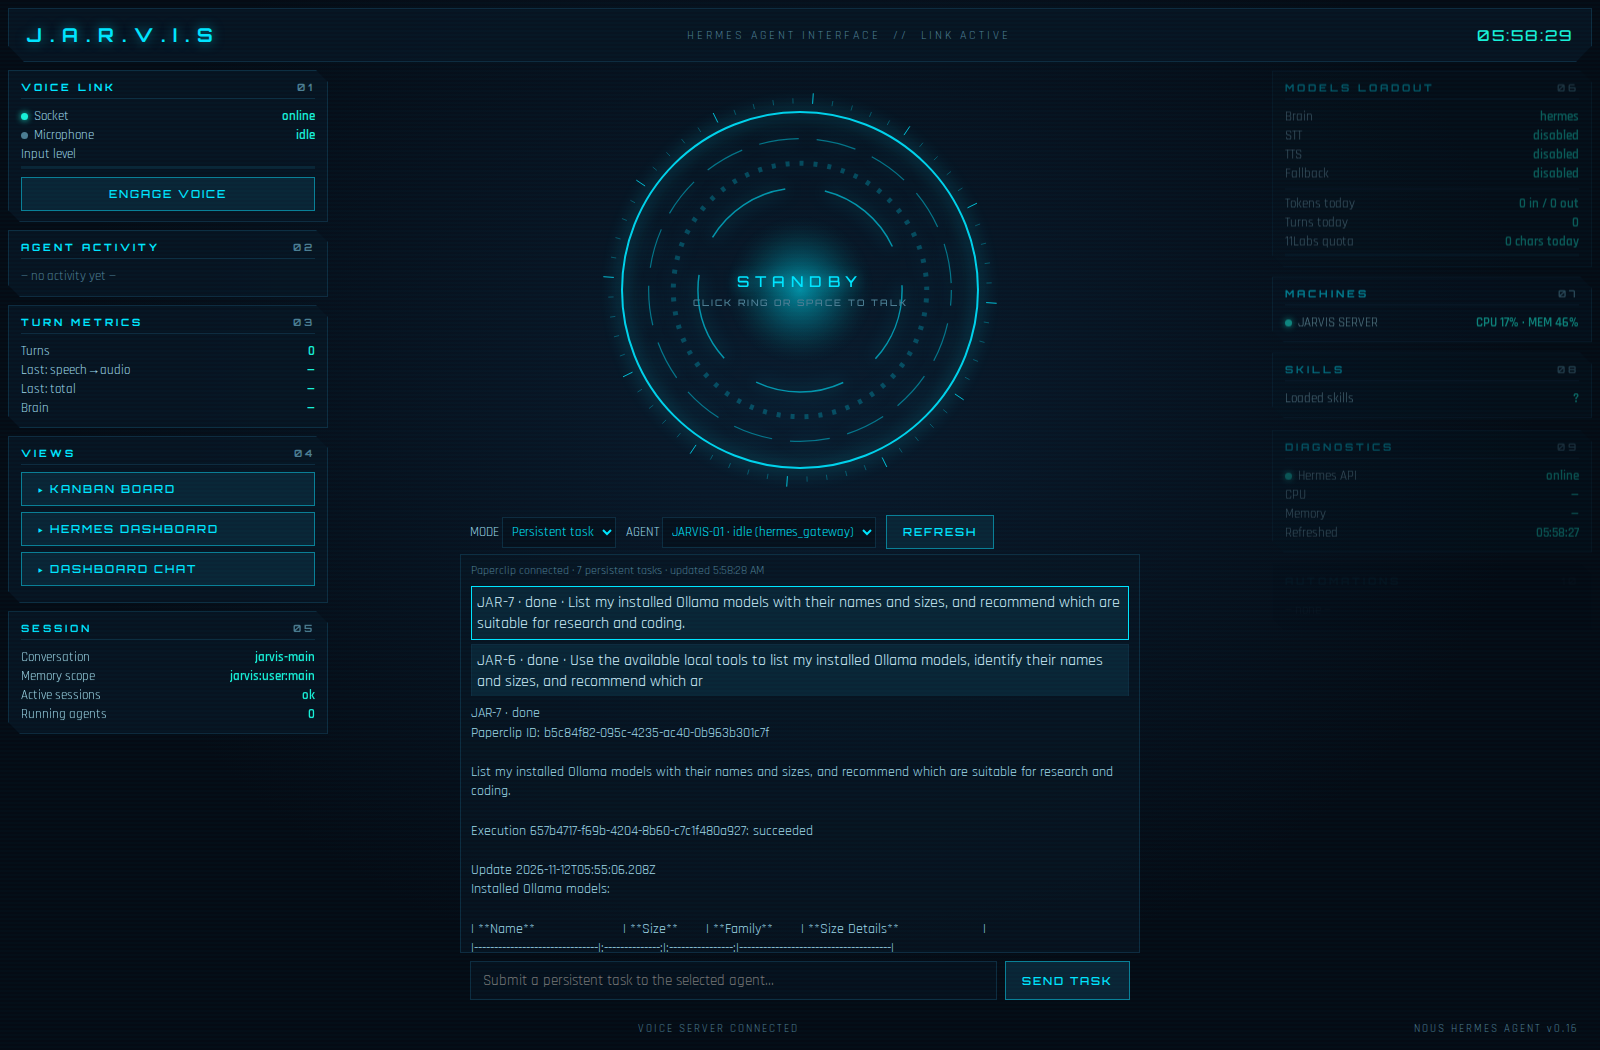 J.A.R.V.I.S
HERMES AGENT INTERFACE // LINK ACTIVE
05:58:29
VOICE LINK 01
Socket online
Microphone idle
Input level
ENGAGE VOICE
AGENT ACTIVITY 02
— no activity yet —
TURN METRICS 03
Turns 0
Last: speech→audio —
Last: total —
Brain —
VIEWS 04
▸ KANBAN BOARD
▸ HERMES DASHBOARD
▸ DASHBOARD CHAT
SESSION 05
Conversation jarvis-main
Memory scope jarvis:user:main
Active sessions ok
Running agents 0
STANDBY
CLICK RING OR SPACE TO TALK
MODE Persistent task AGENT JARVIS-01 · idle (hermes_gateway) REFRESH
Paperclip connected · 7 persistent tasks · updated 5:58:28 AM
JAR-7 · done · List my installed Ollama models with their names and sizes, and recommend which are
suitable for research and coding.
JAR-6 · done · Use the available local tools to list my installed Ollama models, identify their names
and sizes, and recommend which ar
JAR-7 · done
Paperclip ID: b5c84f82-095c-4235-ac40-0b963b301c7f
List my installed Ollama models with their names and sizes, and recommend which are suitable for research and
coding.
Execution 657b4717-f69b-4204-8b60-c7c1f480a927: succeeded
Update 2026-11-12T05:55:06.208Z
Installed Ollama models:
| **Name** | **Size** | **Family** | **Size Details** |
|-------------------------------|:--------------:|:----------------:|--------------------------------------|
Submit a persistent task to the selected agent...
SEND TASK
MODELS LOADOUT 06
Brain hermes
STT disabled
TTS disabled
Fallback disabled
Tokens today 0 in / 0 out
Turns today 0
11Labs quota 0 chars today
MACHINES 07
JARVIS SERVER CPU 17% · MEM 46%
SKILLS 08
Loaded skills ?
DIAGNOSTICS 09
Hermes API online
CPU —
Memory —
Refreshed 05:58:27
AUTOMATIONS
VOICE SERVER CONNECTED
NOUS HERMES AGENT v0.16